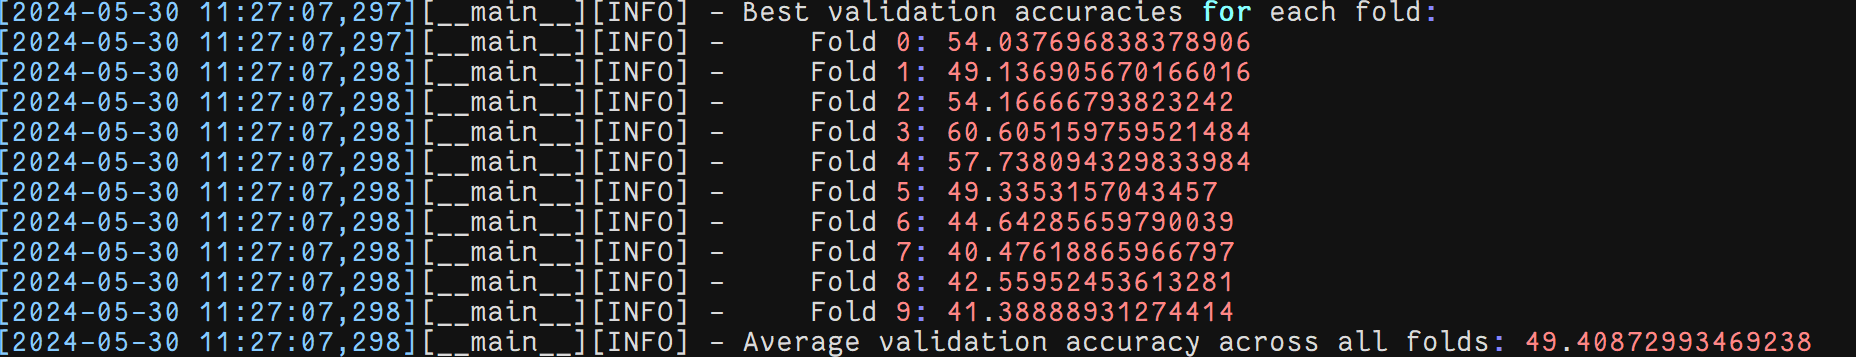 [2024-05-30 11:27:07,297][__main__][INFO] - Best validation accuracies for each fold:
[2024-05-30 11:27:07,297][__main__][INFO] -     Fold 0: 54.037696838378906
[2024-05-30 11:27:07,298][__main__][INFO] -     Fold 1: 49.136905670166016
[2024-05-30 11:27:07,298][__main__][INFO] -     Fold 2: 54.16666793823242
[2024-05-30 11:27:07,298][__main__][INFO] -     Fold 3: 60.605159759521484
[2024-05-30 11:27:07,298][__main__][INFO] -     Fold 4: 57.738094329833984
[2024-05-30 11:27:07,298][__main__][INFO] -     Fold 5: 49.3353157043457
[2024-05-30 11:27:07,298][__main__][INFO] -     Fold 6: 44.64285659790039
[2024-05-30 11:27:07,298][__main__][INFO] -     Fold 7: 40.47618865966797
[2024-05-30 11:27:07,298][__main__][INFO] -     Fold 8: 42.55952453613281
[2024-05-30 11:27:07,298][__main__][INFO] -     Fold 9: 41.38888931274414
[2024-05-30 11:27:07,298][__main__][INFO] - Average validation accuracy across all folds: 49.40872993469238